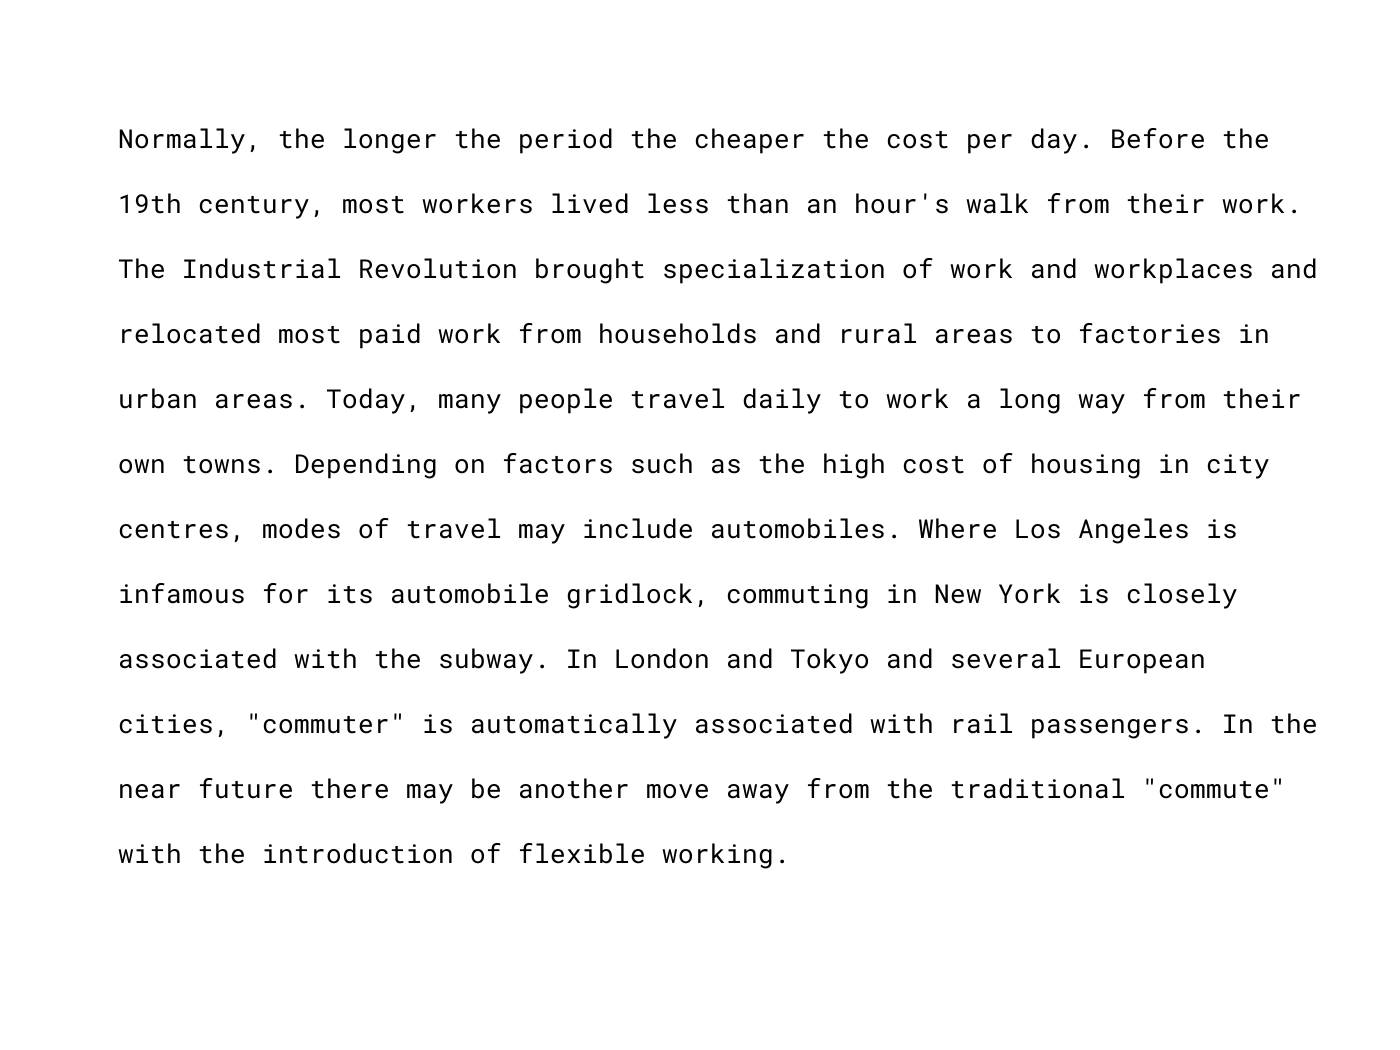 Normally, the longer the period the cheaper the cost per day. Before the
19th century, most workers lived less than an hour's walk from their work.
The Industrial Revolution brought specialization of work and workplaces and
relocated most paid work from households and rural areas to factories in
urban areas. Today, many people travel daily to work a long way from their
own towns. Depending on factors such as the high cost of housing in city
centres, modes of travel may include automobiles. Where Los Angeles is
infamous for its automobile gridlock, commuting in New York is closely
associated with the subway. In London and Tokyo and several European
cities, "commuter" is automatically associated with rail passengers. In the
near future there may be another move away from the traditional "commute"
with the introduction of flexible working.